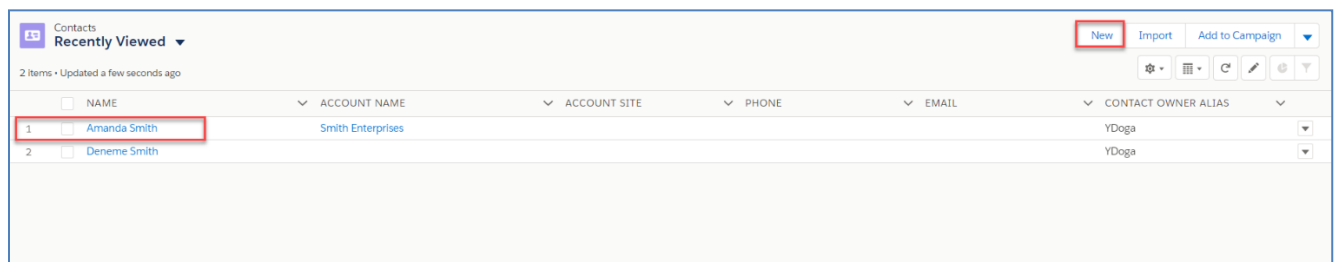 Contacts
Recently Viewed
New Import Add to Campaign
2 items • Updated a few seconds ago
NAME ACCOUNT NAME ACCOUNT SITE PHONE EMAIL CONTACT OWNER ALIAS
1 Amanda Smith Smith Enterprises YDoga
2 Deneme Smith YDoga